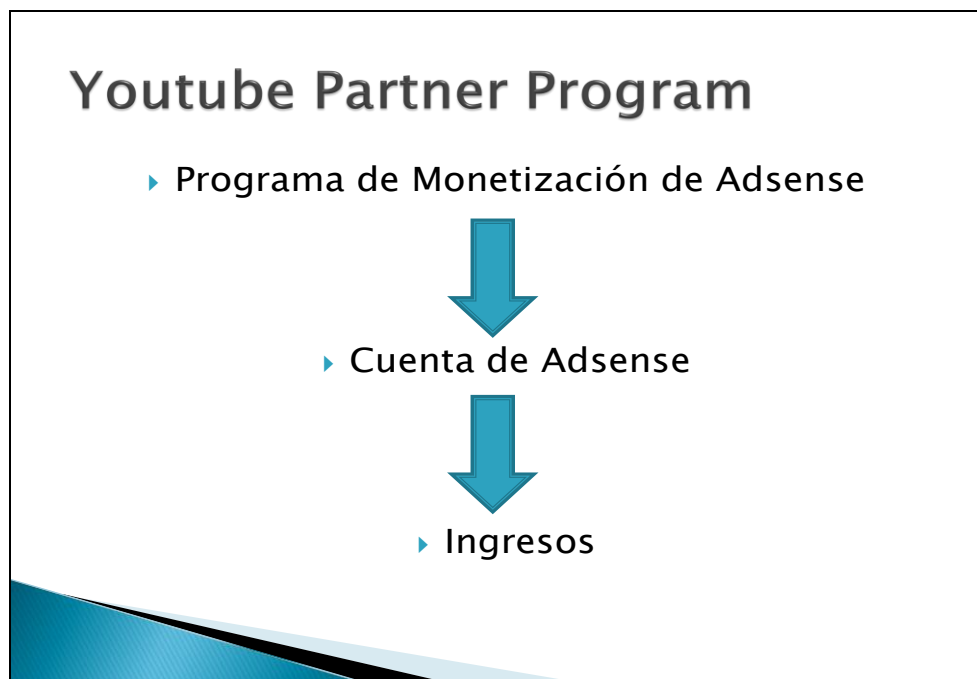 Youtube Partner Program
Programa de Monetización de Adsense
Cuenta de Adsense
Ingresos